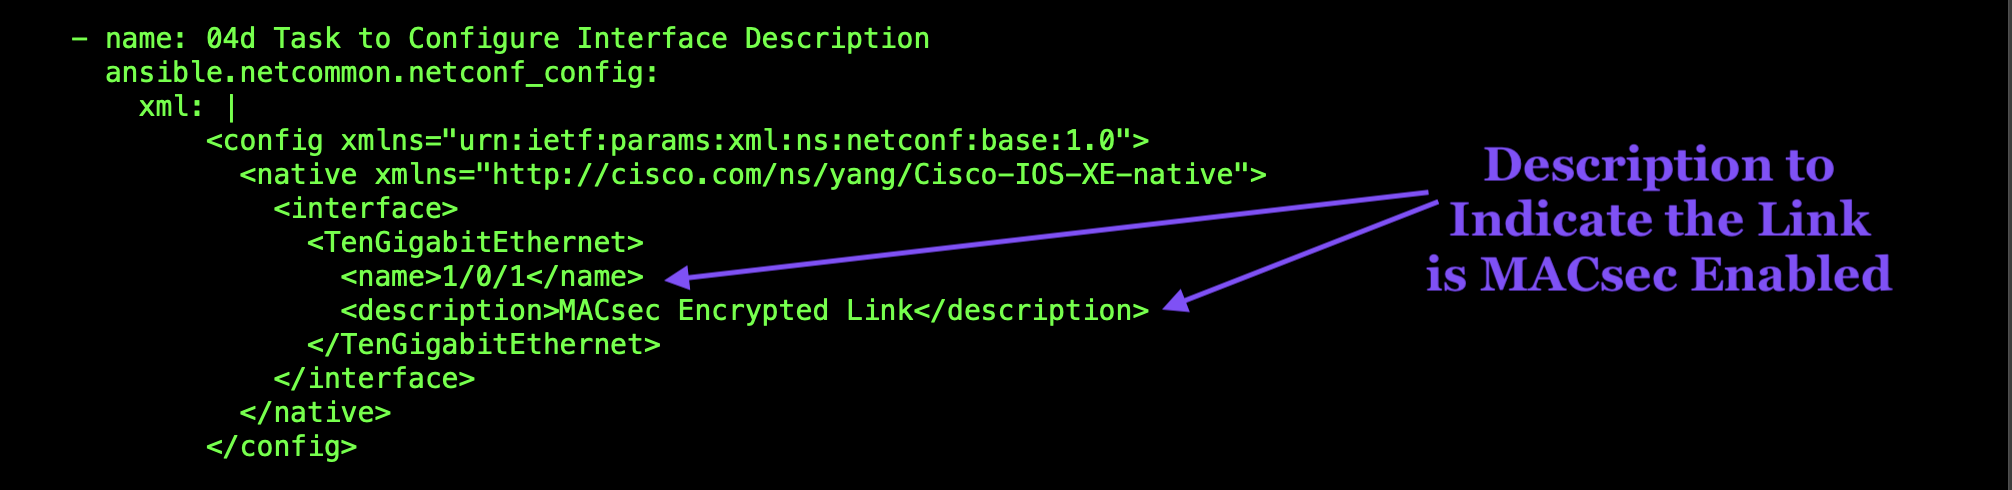 - name: 04d Task to Configure Interface Description
ansible.netcommon.netconf_config:
xml: |
<config xmlns="urn:ietf:params:xml:ns:netconf:base:1.0">
<native xmlns="http://cisco.com/ns/yang/Cisco-IOS-XE-native">
<interface>
<TenGigabitEthernet>
<name>1/0/1</name>
<description>MACsec Encrypted Link</description>
</TenGigabitEthernet>
</interface>
</native>
</config>
Description to
Indicate the Link
is MACsec Enabled